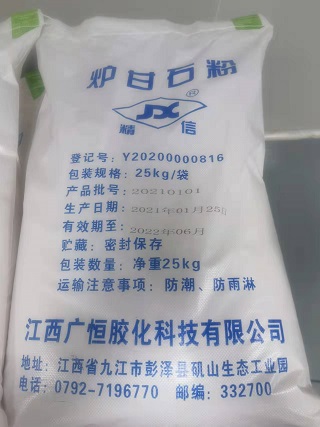 炉甘石粉
JX
®
精信
登记号：Y20200000816
包装规格：25kg/袋
产品批号：20210101
生产日期：2021年01月25日
有效期至：2022年06月
贮藏：密封保存
包装数量：净重25kg
运输注意事项：防潮、防雨淋
江西广恒胶化科技有限公司
地址：江西省九江市彭泽县矶山生态工业园
电话：0792-7196770 邮编：332700